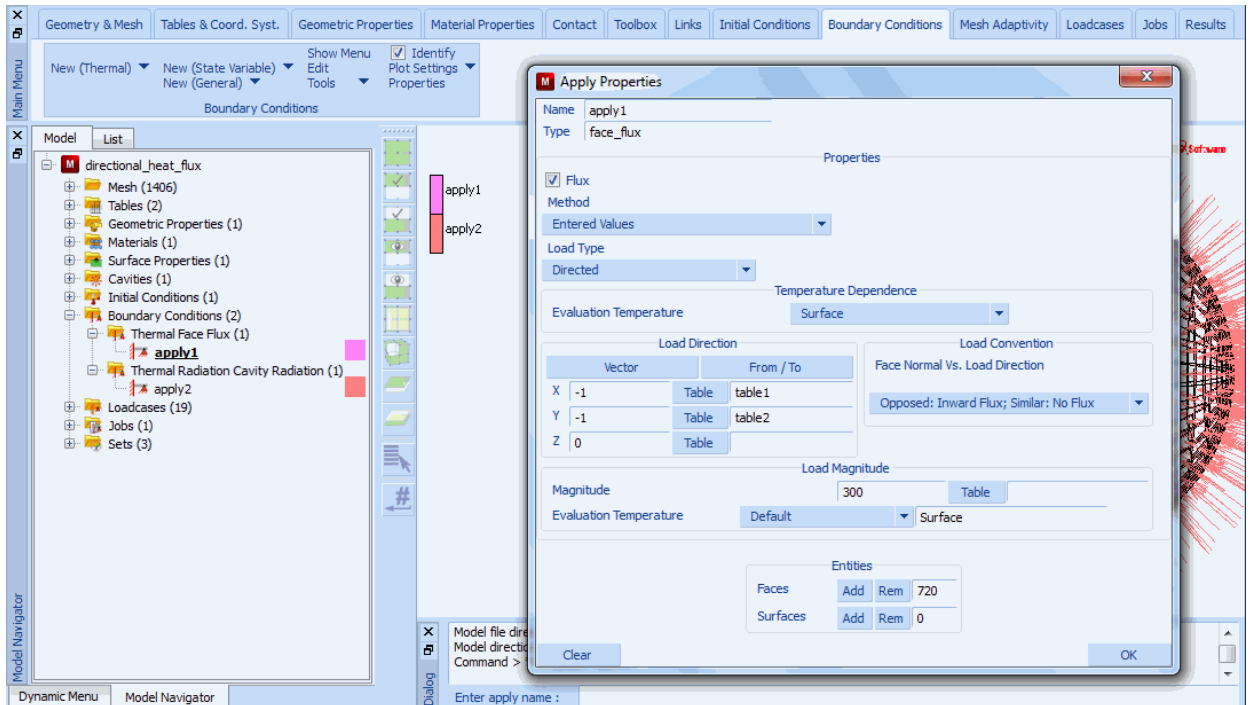 Geometry & Mesh Tables & Coord. Syst. Geometric Properties Material Properties Contact Toolbox Links Initial Conditions Boundary Conditions Mesh Adaptivity Loadcases Jobs Results
Main Menu
New (Thermal) New (State Variable) Show Menu Identify
New (General) Edit Plot Settings
Tools Properties
Boundary Conditions
Model List
directional_heat_flux
Mesh (1406)
Tables (2)
Geometric Properties (1)
Materials (1)
Surface Properties (1)
Cavities (1)
Initial Conditions (1)
Boundary Conditions (2)
Thermal Face Flux (1)
apply1
Thermal Radiation Cavity Radiation (1)
apply2
Loadcases (19)
Jobs (1)
Sets (3)
Model Navigator
Dynamic Menu Model Navigator
apply1
apply2
Software
M Apply Properties
Name apply1
Type face_flux
Properties
Flux
Method
Entered Values
Load Type
Directed
Temperature Dependence
Evaluation Temperature Surface
Load Direction
Vector From / To
X -1 Table table1
Y -1 Table table2
Z 0 Table
Load Convention
Face Normal Vs. Load Direction
Opposed: Inward Flux; Similar: No Flux
Load Magnitude
Magnitude 300 Table
Evaluation Temperature Default Surface
Entities
Faces Add Rem 720
Surfaces Add Rem 0
Clear OK
Dialog
Model file dire
Model directio
Command >
Enter apply name :